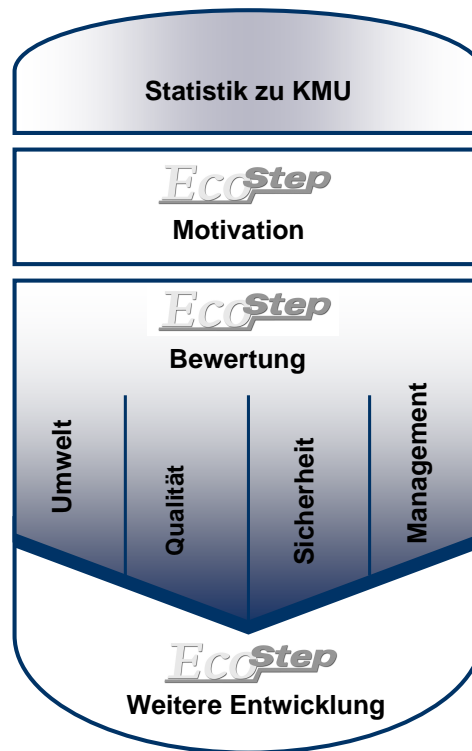 Statistik zu KMU
EcoStep
Motivation
EcoStep
Bewertung
Umwelt
Qualität
Sicherheit
Management
EcoStep
Weitere Entwicklung